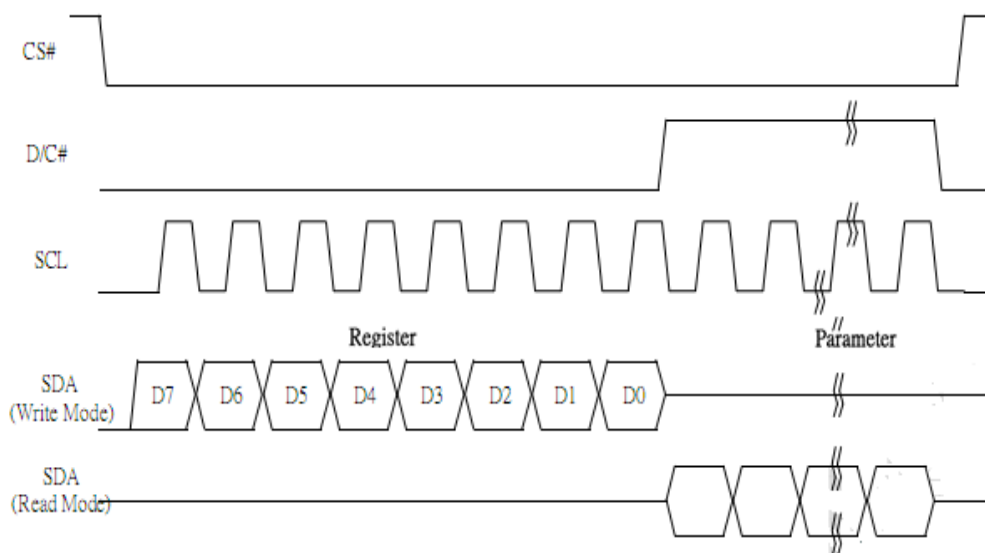 CS#
D/C#
SCL
Register
Parameter
SDA
(Write Mode)
D7 D6 D5 D4 D3 D2 D1 D0
SDA
(Read Mode)